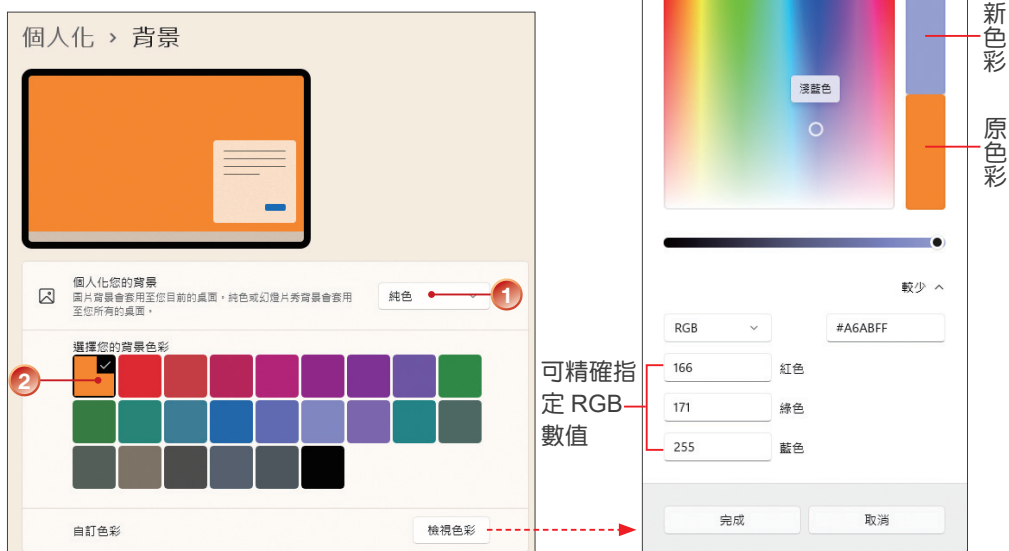 個人化 › 背景
個人化您的背景
圖片背景會套用至您目前的桌面，純色或幻燈片秀背景會套用
至您所有的桌面。
純色
1
選擇您的背景色彩
2
自訂色彩
檢視色彩
淺藍色
新色彩
原色彩
較少
RGB
#A6ABFF
可精確指
定 RGB
數值
166
紅色
171
綠色
255
藍色
完成
取消